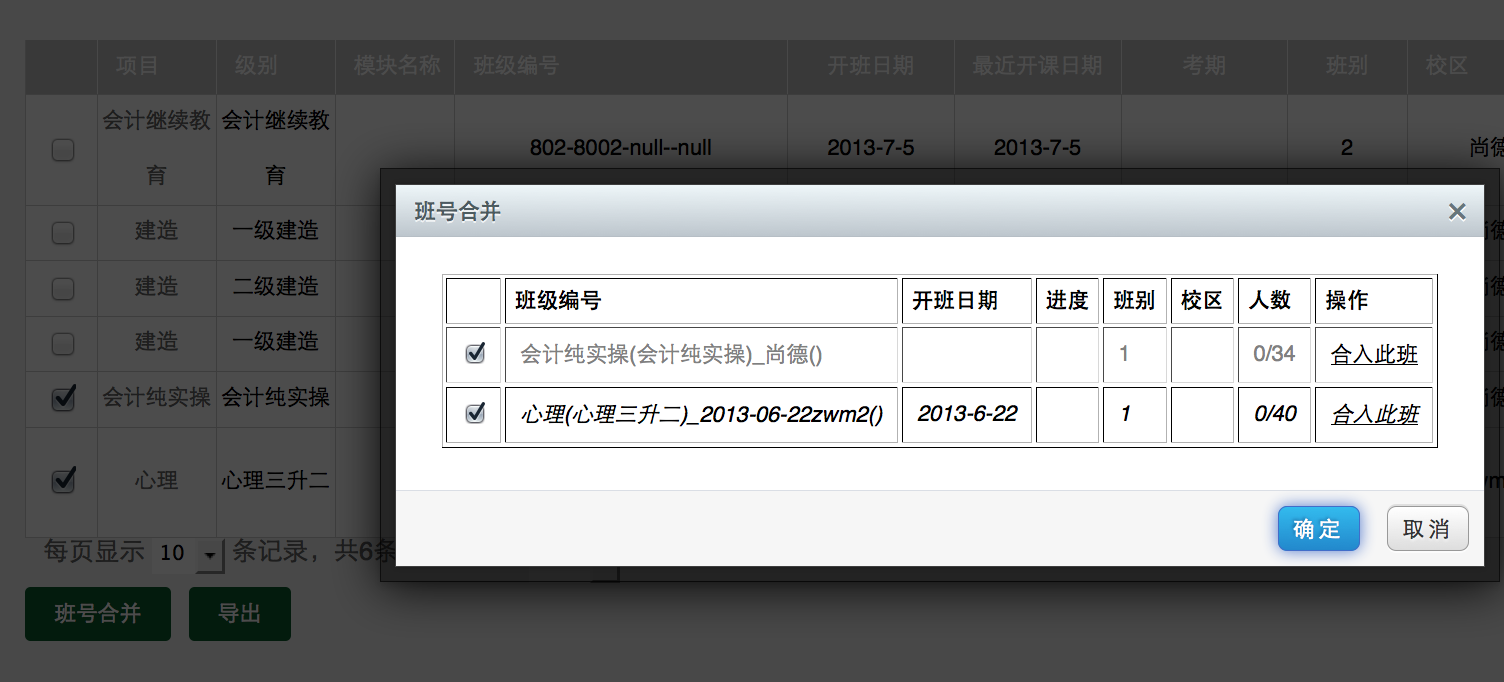 项目 级别 模块名称 班级编号 开班日期 最近开课日期 考期 班别 校区
会计继续教 会计继续教
802-8002-null--null 2013-7-5 2013-7-5 2 尚德
育 育
建造 一级建造
建造 二级建造
建造 一级建造
会计纯实操 会计纯实操
心理 心理三升二
每页显示 10 条记录，共6条
班号合并 导出
班号合并
班级编号 开班日期 进度 班别 校区 人数 操作
会计纯实操(会计纯实操)_尚德() 1 0/34 合入此班
心理(心理三升二)_2013-06-22zwm2() 2013-6-22 1 0/40 合入此班
确定 取消